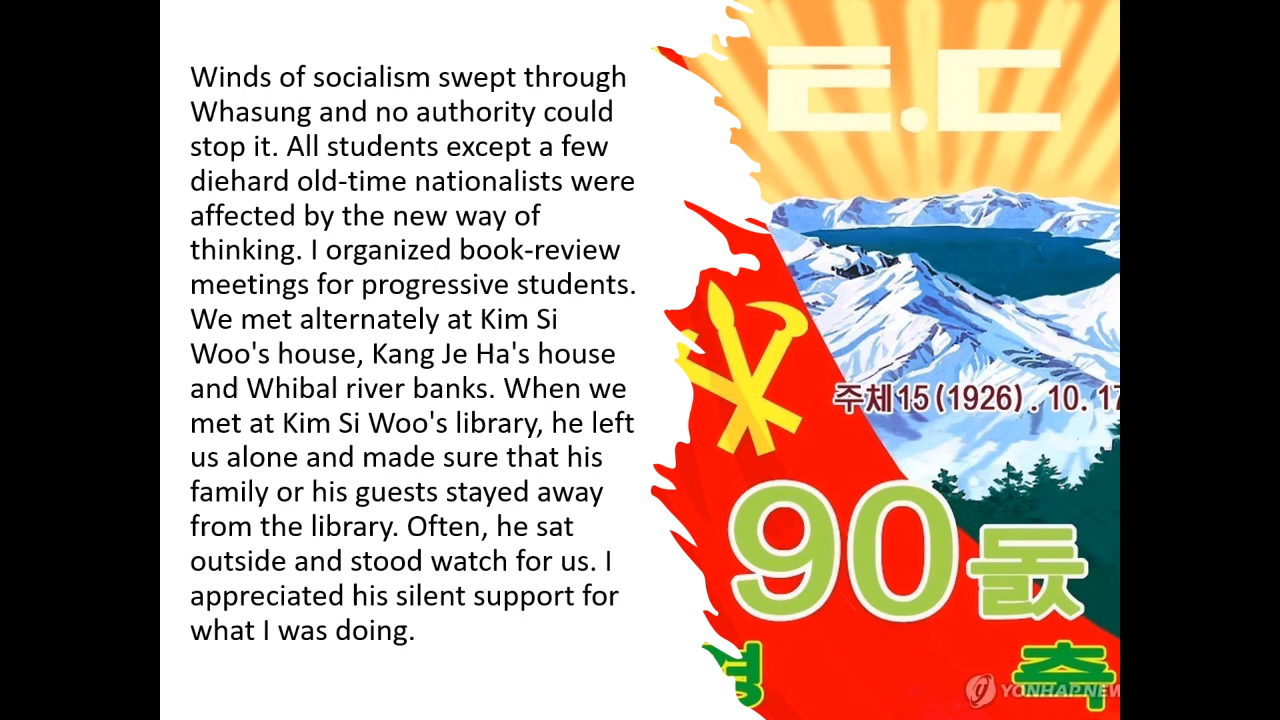 Winds of socialism swept through
Whasung and no authority could
stop it. All students except a few
diehard old-time nationalists were
affected by the new way of
thinking. I organized book-review
meetings for progressive students.
We met alternately at Kim Si
Woo's house, Kang Je Ha's house
and Whibal river banks. When we
met at Kim Si Woo's library, he left
us alone and made sure that his
family or his guests stayed away
from the library. Often, he sat
outside and stood watch for us. I
appreciated his silent support for
what I was doing.
ㅌ.ㄷ
주체15(1926). 10. 17
90돐
축
YONHAPNEW